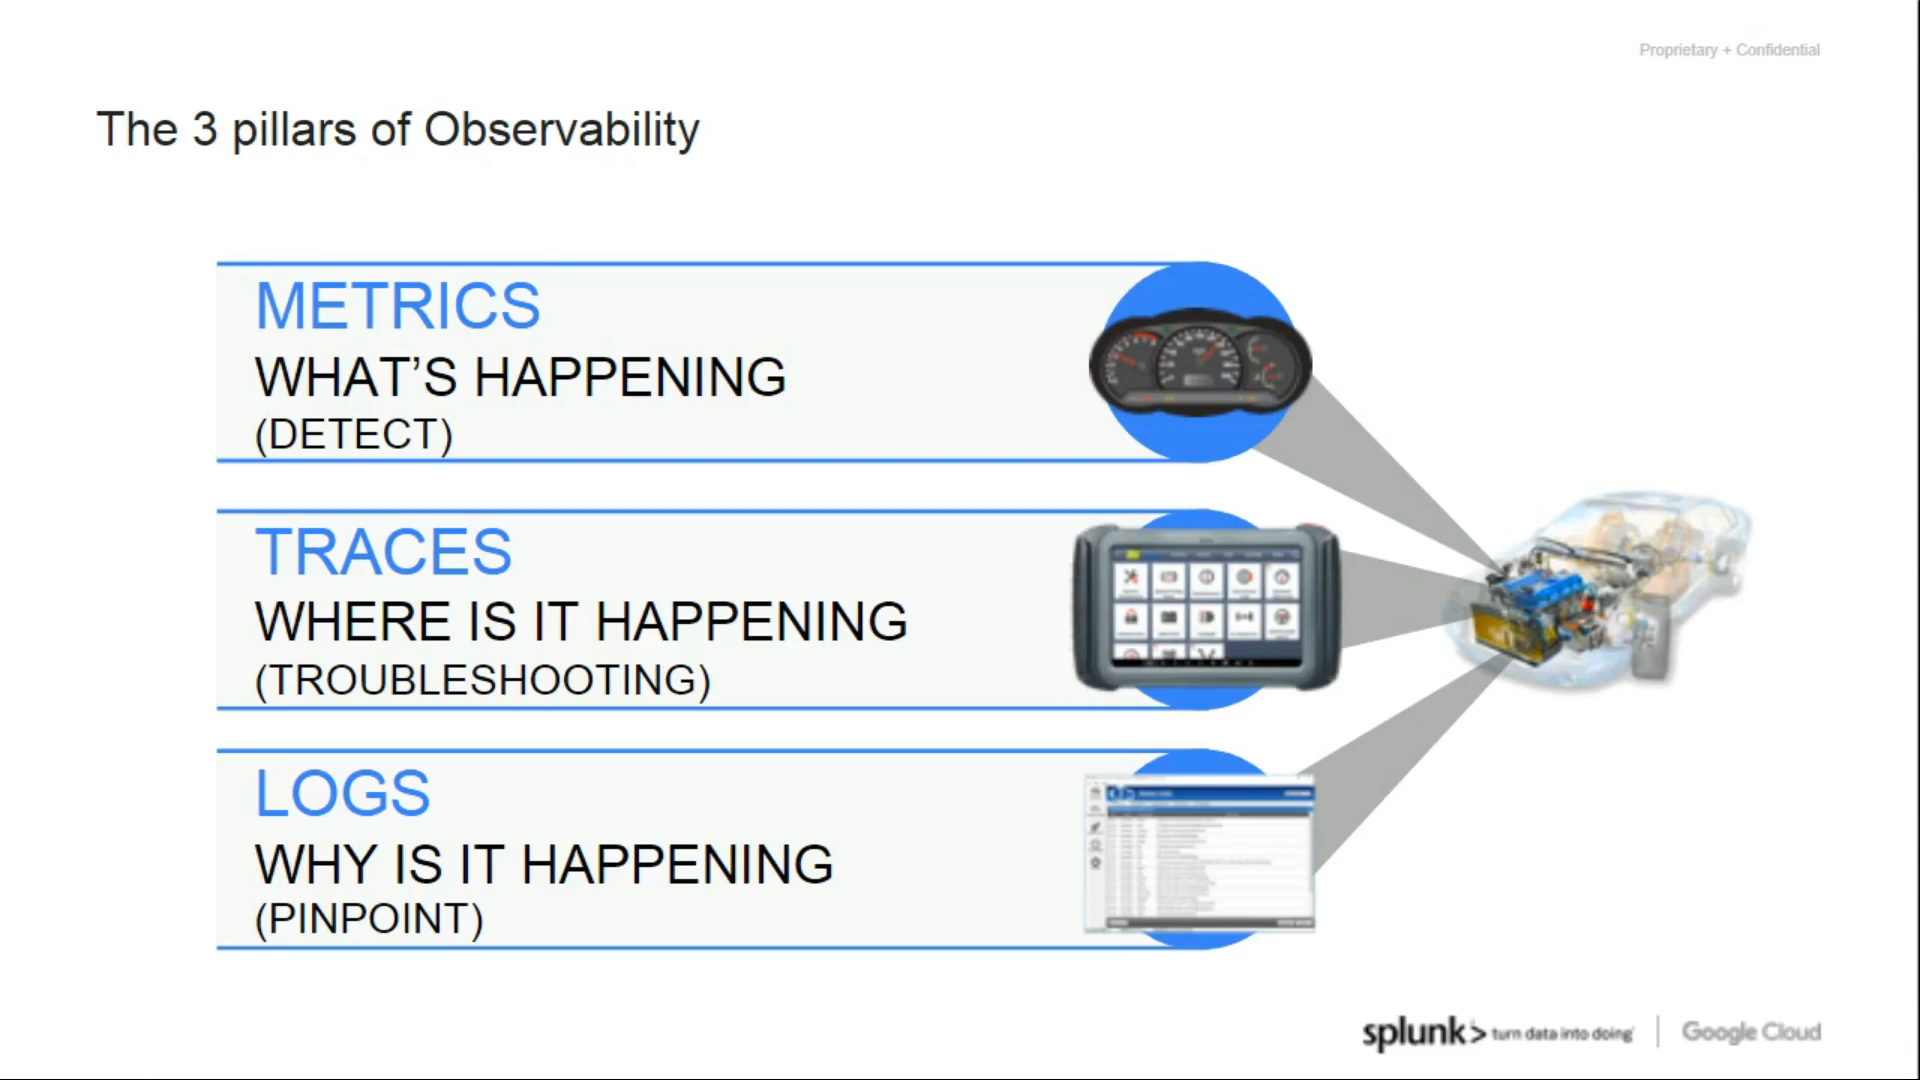 Proprietary + Confidential
The 3 pillars of Observability
METRICS
WHAT’S HAPPENING
(DETECT)
TRACES
WHERE IS IT HAPPENING
(TROUBLESHOOTING)
LOGS
WHY IS IT HAPPENING
(PINPOINT)
splunk> turn data into doing | Google Cloud